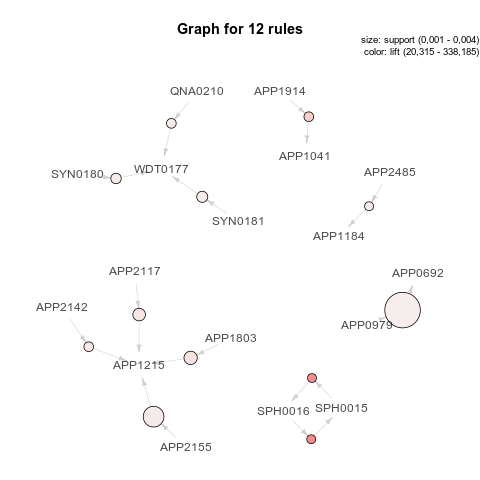 Graph for 12 rules
size: support (0,001 - 0,004)
color: lift (20,315 - 338,185)
QNA0210
APP1914
APP1041
SYN0180
WDT0177
APP2485
SYN0181
APP1184
APP2117
APP0692
APP2142
APP0979
APP1803
APP1215
SPH0016
SPH0015
APP2155